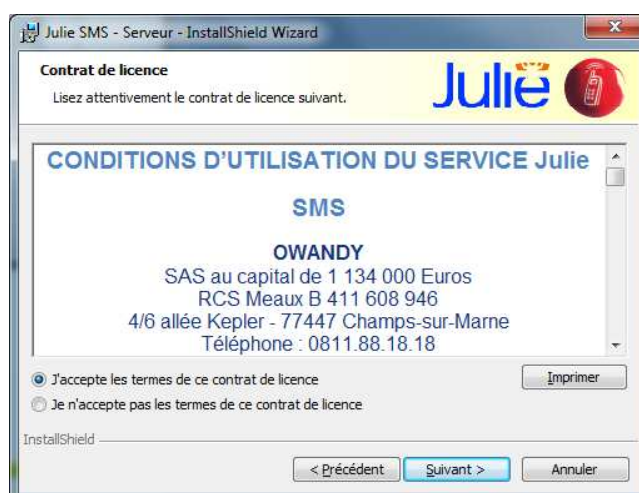 Julie SMS - Serveur - InstallShield Wizard
Contrat de licence
Lisez attentivement le contrat de licence suivant.
Julie
CONDITIONS D'UTILISATION DU SERVICE Julie
SMS
OWANDY
SAS au capital de 1 134 000 Euros
RCS Meaux B 411 608 946
4/6 allée Kepler - 77447 Champs-sur-Marne
Téléphone : 0811.88.18.18
J'accepte les termes de ce contrat de licence
Imprimer
Je n'accepte pas les termes de ce contrat de licence
InstallShield
< Précédent
Suivant >
Annuler